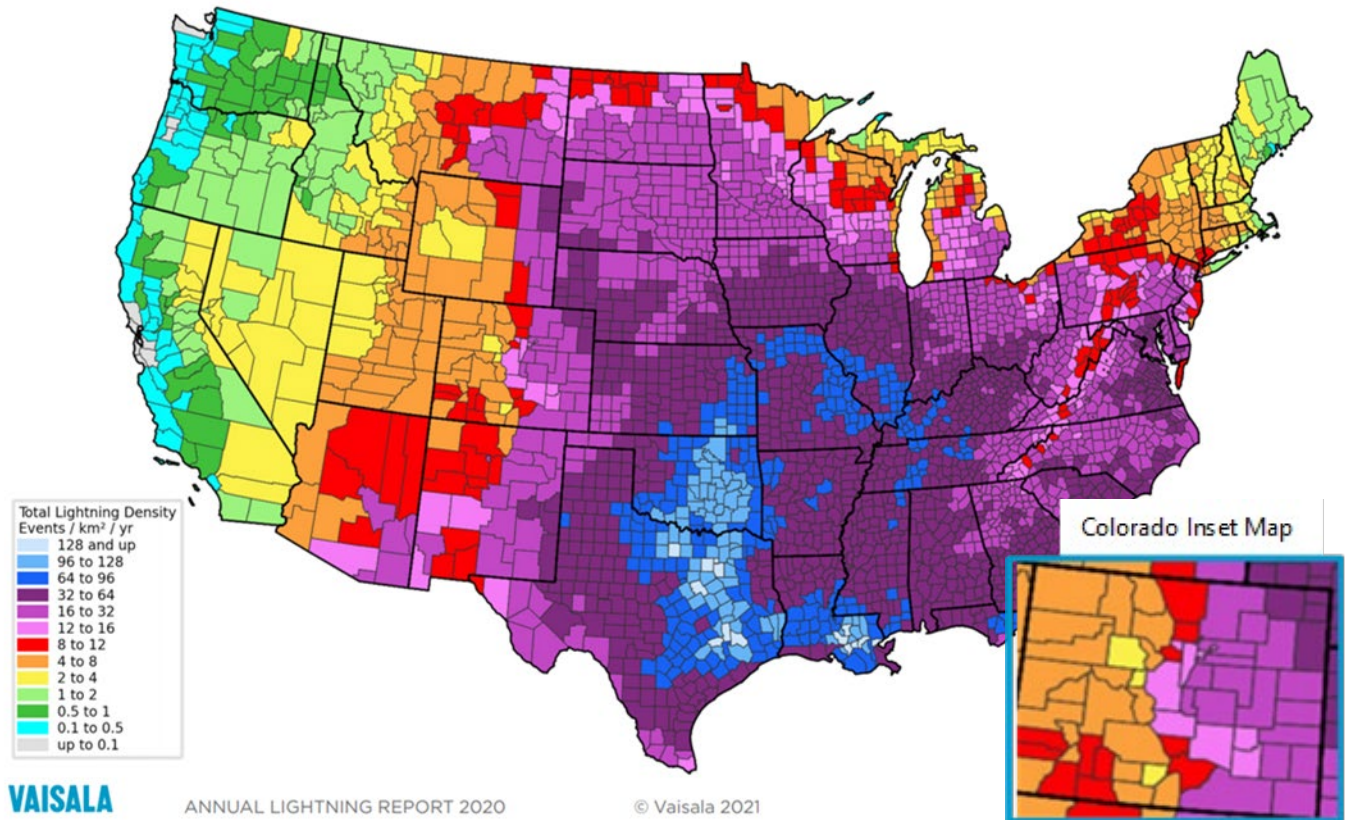 Total Lightning Density
Events / km² / yr
128 and up
96 to 128
64 to 96
32 to 64
16 to 32
12 to 16
8 to 12
4 to 8
2 to 4
1 to 2
0.5 to 1
0.1 to 0.5
up to 0.1
Colorado Inset Map
VAISALA
ANNUAL LIGHTNING REPORT 2020
© Vaisala 2021